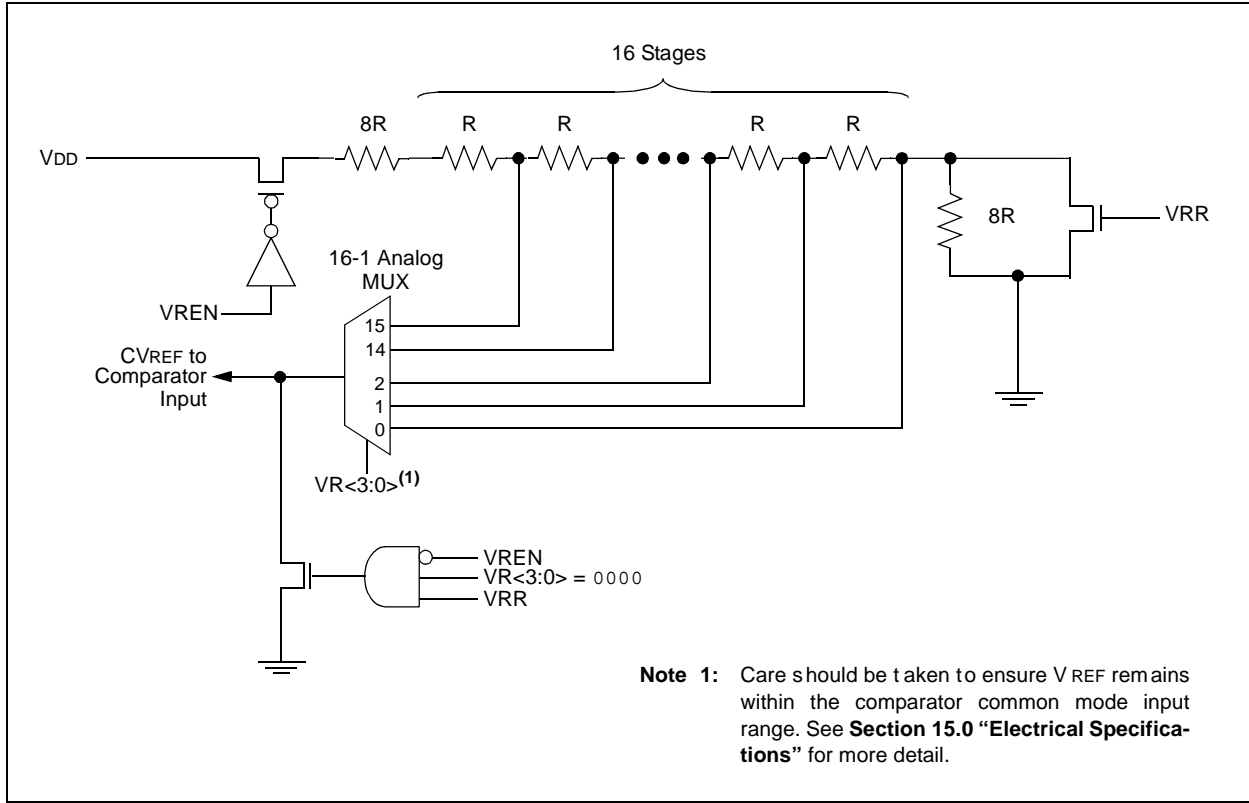 16 Stages
8R R R R R
VDD
8R
VRR
16-1 Analog
MUX
VREN
15
14
2
1
0
CVREF to
Comparator
Input
VR<3:0>(1)
VREN
VR<3:0> = 0000
VRR
Note 1: Care should be taken to ensure VREF remains
within the comparator common mode input
range. See Section 15.0 “Electrical Specifica-
tions” for more detail.